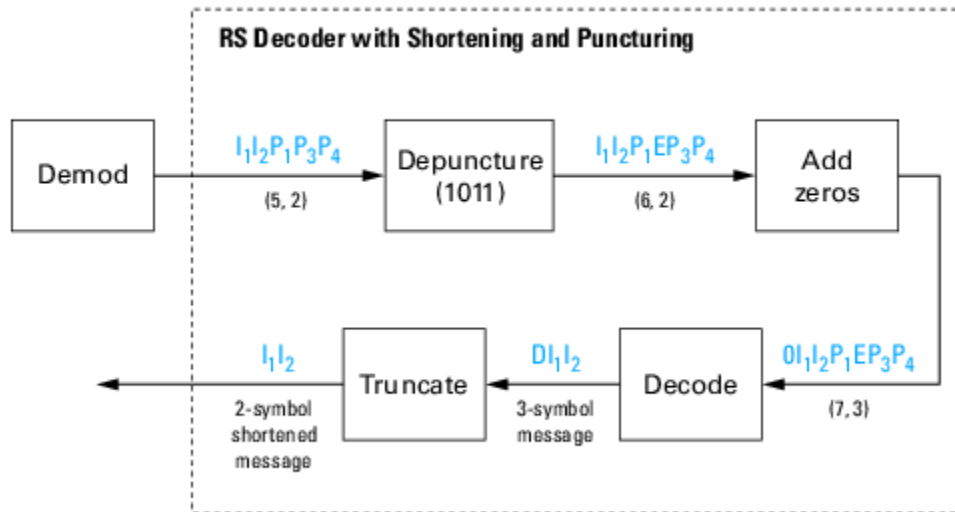 RS Decoder with Shortening and Puncturing
Demod
I₁I₂P₁P₃P₄
(5, 2)
Depuncture
(1011)
I₁I₂P₁EP₃P₄
(6, 2)
Add
zeros
I₁I₂
2-symbol
shortened
message
Truncate
DI₁I₂
3-symbol
message
Decode
0I₁I₂P₁EP₃P₄
(7, 3)